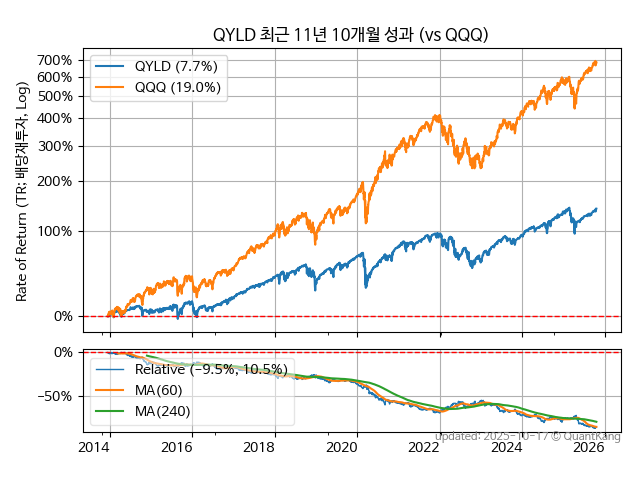 QYLD 최근 11년 10개월 성과 (vs QQQ)
Rate of Return (TR; 배당재투자, Log)
700%
600%
500%
400%
300%
200%
100%
0%
QYLD (7.7%)
QQQ (19.0%)
0%
−50%
Relative (−9.5%, 10.5%)
MA(60)
MA(240)
2014 2016 2018 2020 2022 2024 2026
updated: 2025-10-17 © QuantKang